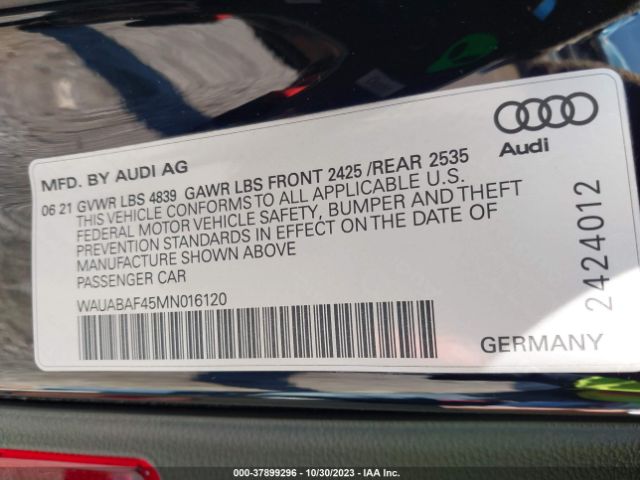 MFD. BY AUDI AG
06 21 GVWR LBS 4839 GAWR LBS FRONT 2425 /REAR 2535
THIS VEHICLE CONFORMS TO ALL APPLICABLE U.S.
FEDERAL MOTOR VEHICLE SAFETY, BUMPER AND THEFT
PREVENTION STANDARDS IN EFFECT ON THE DATE OF
MANUFACTURE SHOWN ABOVE
PASSENGER CAR
WAUABAF45MN016120
Audi
2424012
GERMANY
000-37899296 - 10/30/2023 - IAA Inc.